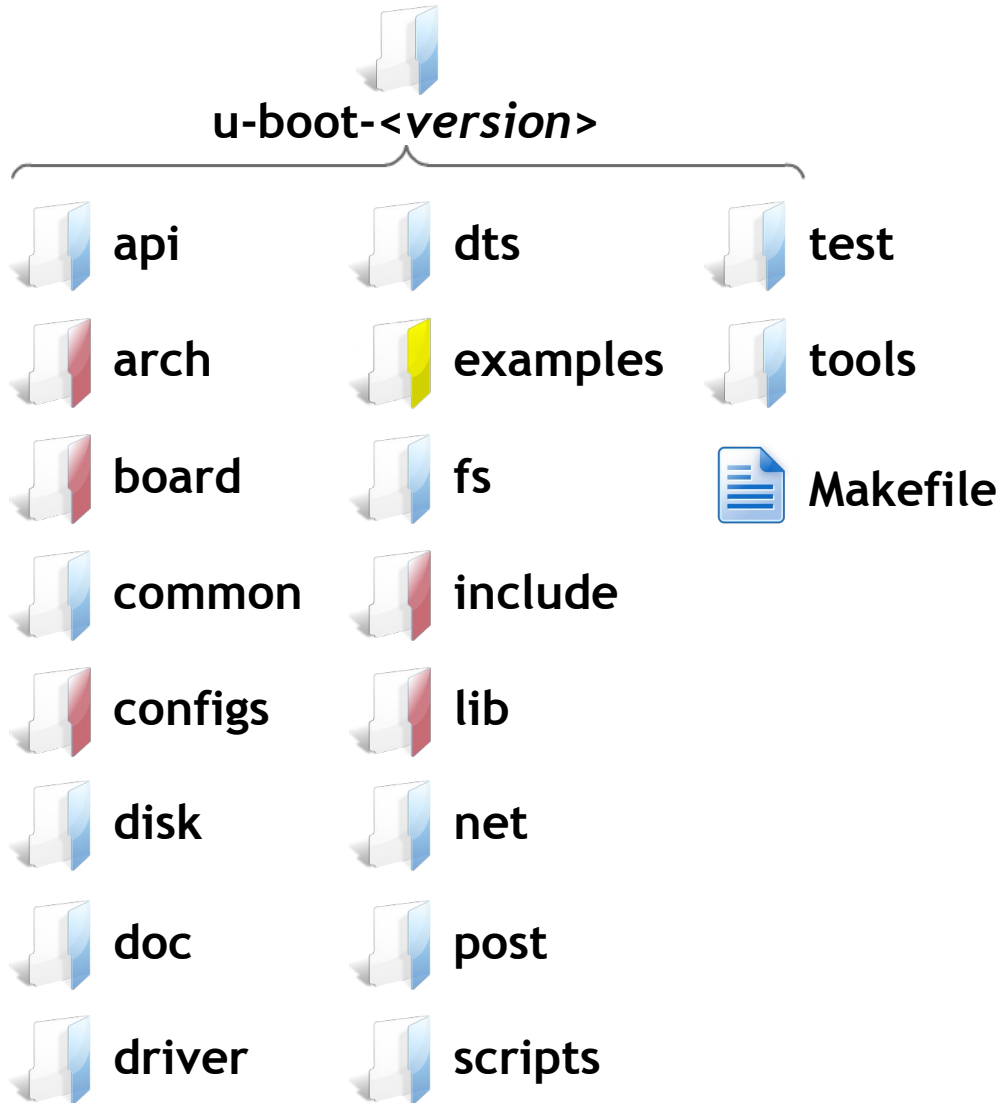 u-boot-<version>
api
arch
board
common
configs
disk
doc
driver
dts
examples
fs
include
lib
net
post
scripts
test
tools
Makefile